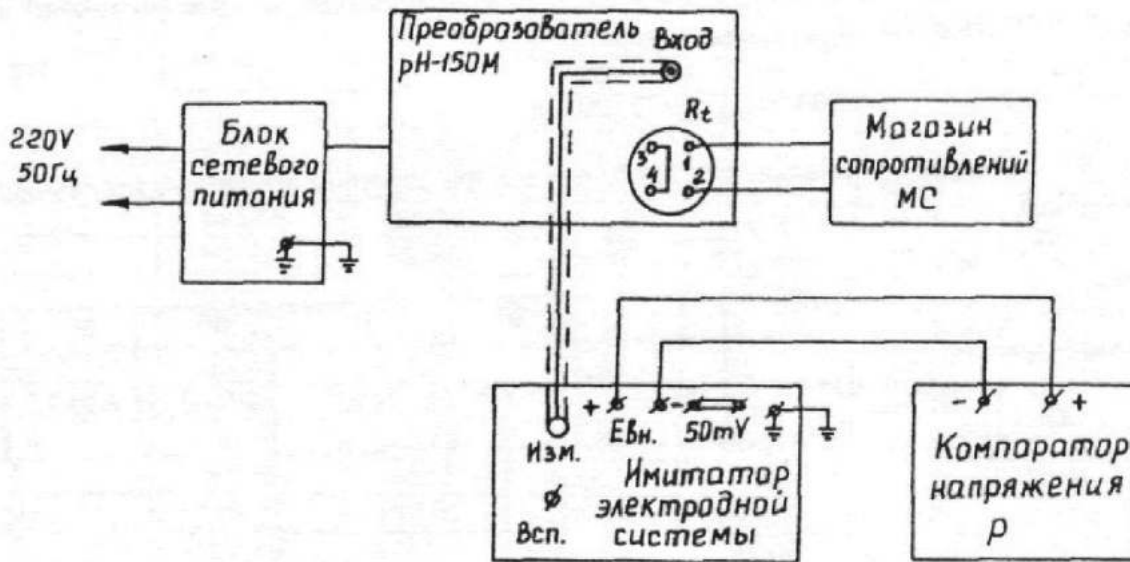 Преобразователь
pH-150М
Вход
Rt
3
4
1
2
220V
50Гц
Блок
сетевого
питания
Магазин
сопротивлений
МС
+
-
Евн.
50mV
Изм.
Всп.
Имитатор
электродной
системы
-
+
Компаратор
напряжения
P